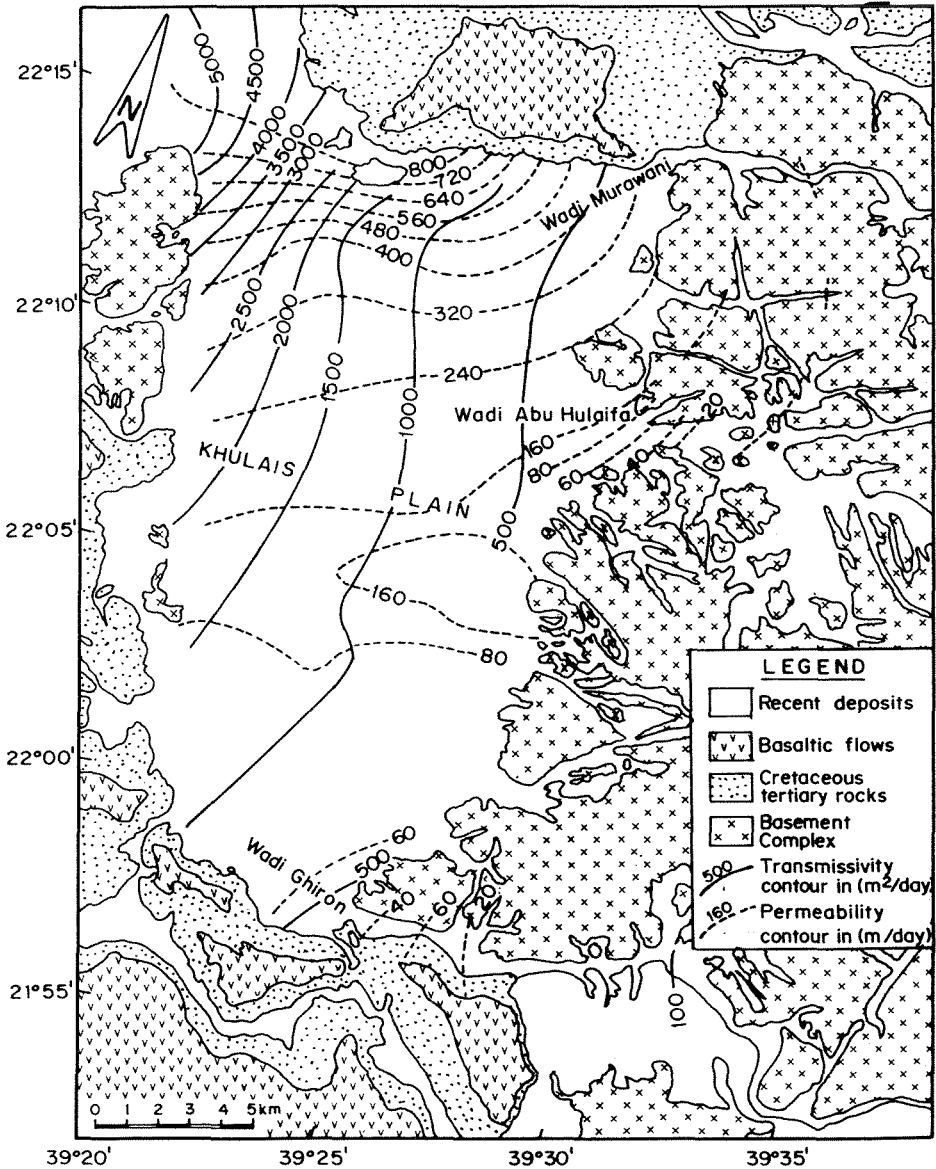 22°15'
22°10'
22°05'
22°00'
21°55'
39°20'
39°25'
39°30'
39°35'
N
5000
4500
4000
3500
3000
2500
2000
1500
1000
500
800
720
640
560
480
400
320
240
160
80
60
40
20
160
80
Wadi Murawani
Wadi Abu Hulaifa
KHULAIS
PLAIN
Wadi Ghiron
60
500
40
60
20
100
LEGEND
Recent deposits
Basaltic flows
Cretaceous
tertiary rocks
Basement
Complex
500 Transmissivity
contour in (m²/day)
160 Permeability
contour in (m/day)
0 1 2 3 4 5km